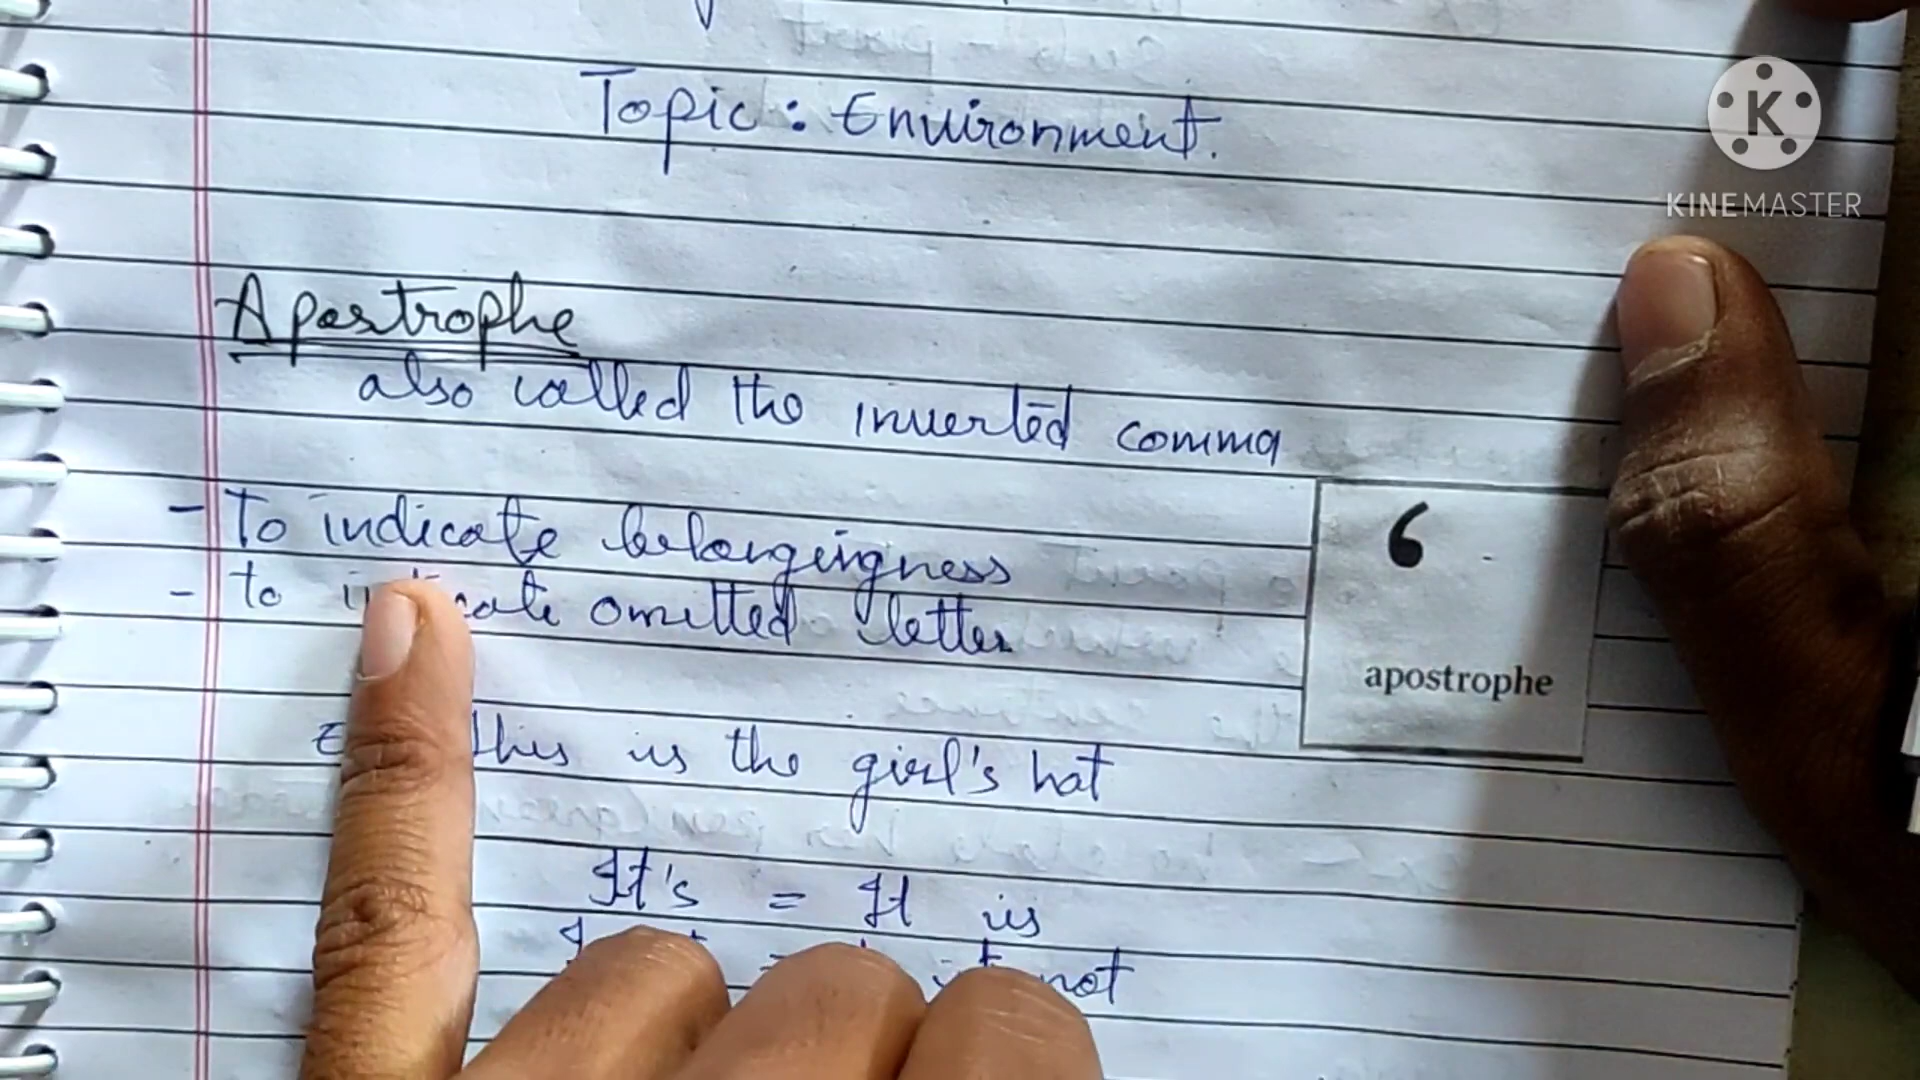 Topic : Environment.
KINEMASTER
Apostrophe
also called the inverted comma
- To indicate belongingness
- to indicate omitted letter
apostrophe
This is the girl's hat
It's = It is
not